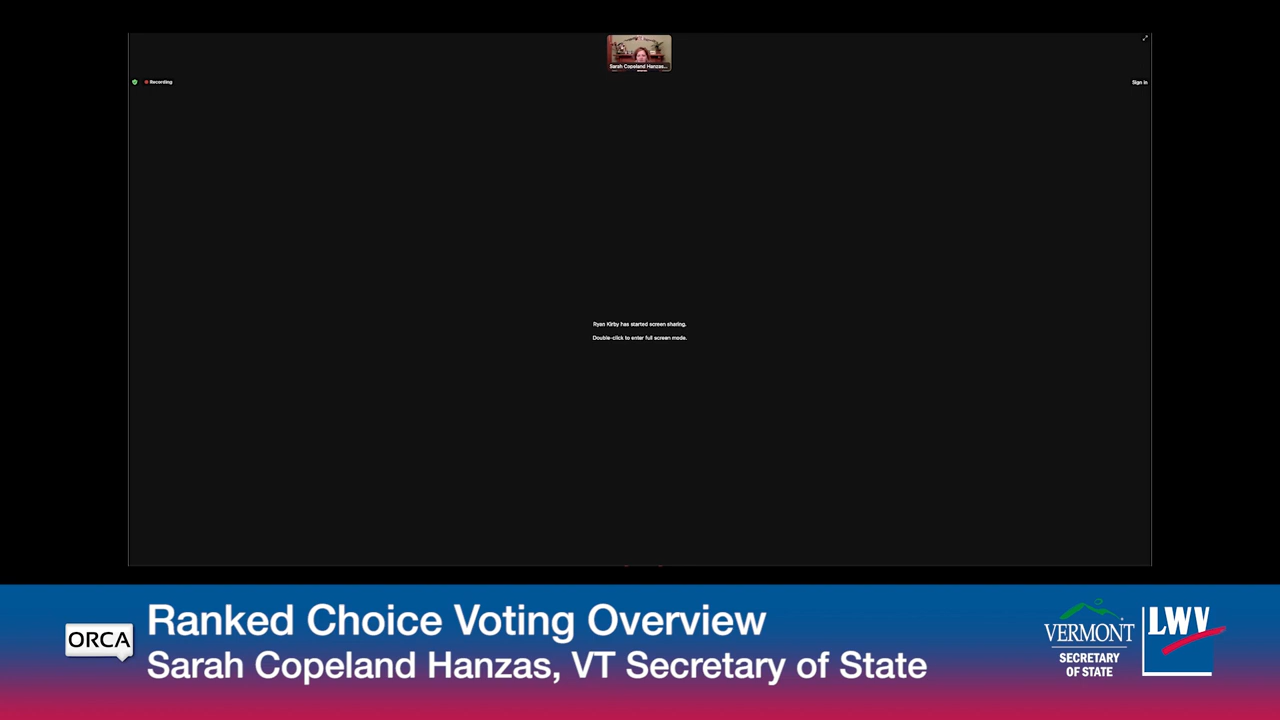 Sarah Copeland Hanzas...
Recording
Sign in
Ryan Kirby has started screen sharing.
Double-click to enter full screen mode.
ORCA
Ranked Choice Voting Overview
Sarah Copeland Hanzas, VT Secretary of State
VERMONT
SECRETARY
OF STATE
LWV